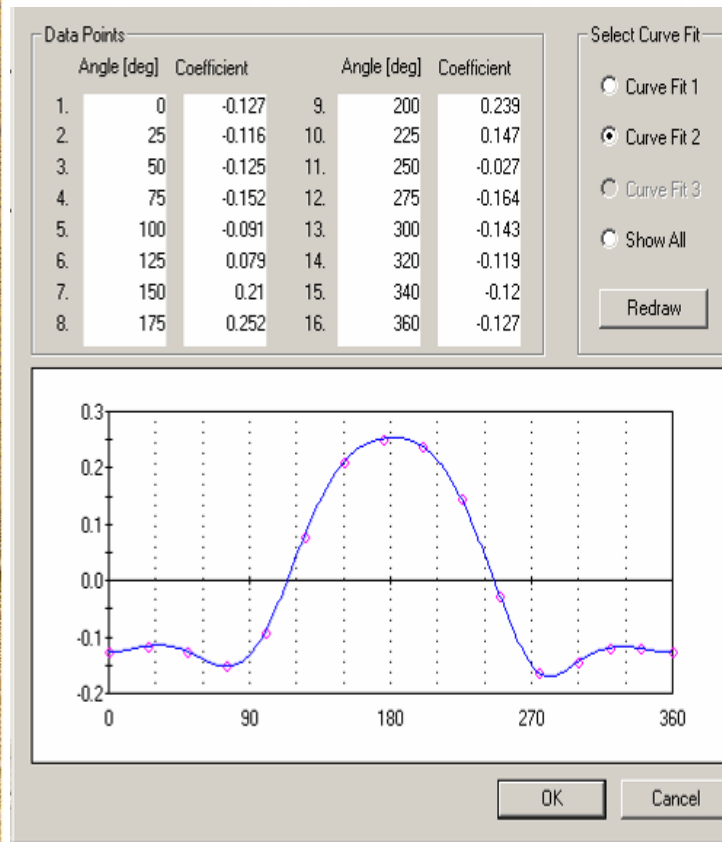 Data Points
Select Curve Fit
Angle [deg] Coefficient Angle [deg] Coefficient
1. 0 -0.127 9. 200 0.239
2. 25 -0.116 10. 225 0.147
3. 50 -0.125 11. 250 -0.027
4. 75 -0.152 12. 275 -0.164
5. 100 -0.091 13. 300 -0.143
6. 125 0.079 14. 320 -0.119
7. 150 0.21 15. 340 -0.12
8. 175 0.252 16. 360 -0.127
Curve Fit 1
Curve Fit 2
Curve Fit 3
Show All
Redraw
0.3
0.2
0.1
0.0
-0.1
-0.2
0 90 180 270 360
OK Cancel